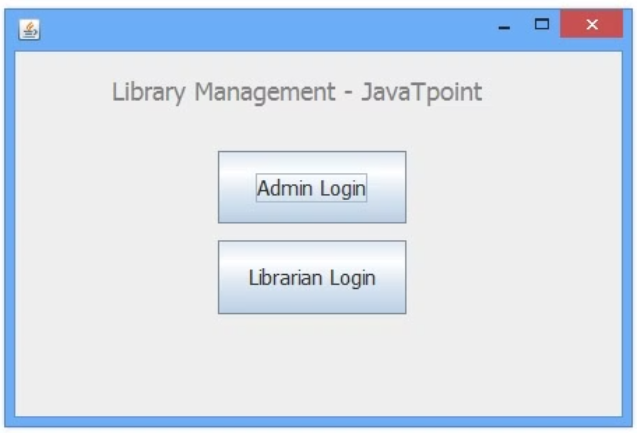 Library Management - JavaTpoint
Admin Login
Librarian Login